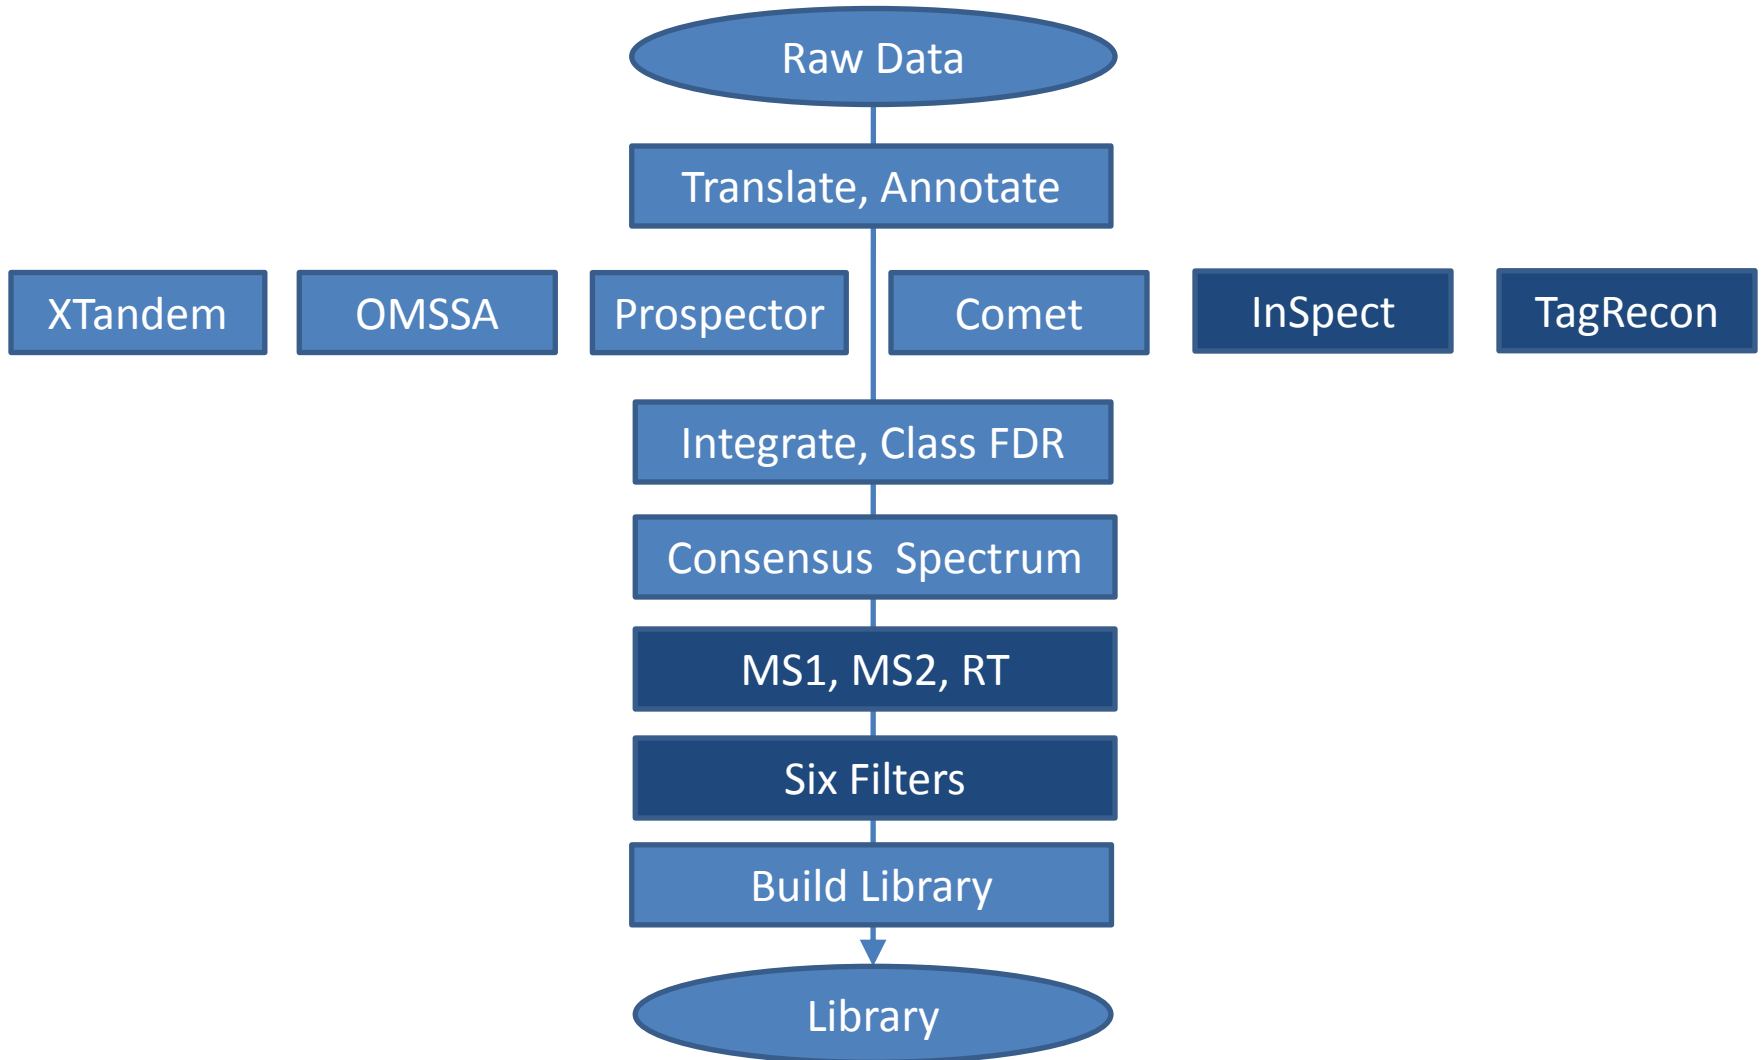 Raw Data
Translate, Annotate
XTandem
OMSSA
Prospector
Comet
InSpect
TagRecon
Integrate, Class FDR
Consensus  Spectrum
MS1, MS2, RT
Six Filters
Build Library
Library